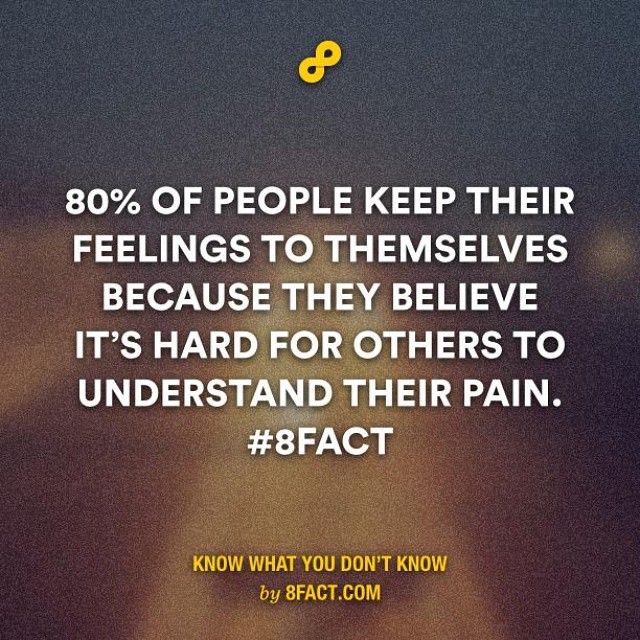 80% OF PEOPLE KEEP THEIR
FEELINGS TO THEMSELVES
BECAUSE THEY BELIEVE
IT'S HARD FOR OTHERS TO
UNDERSTAND THEIR PAIN.
#8FACT
KNOW WHAT YOU DON'T KNOW
by 8FACT.COM